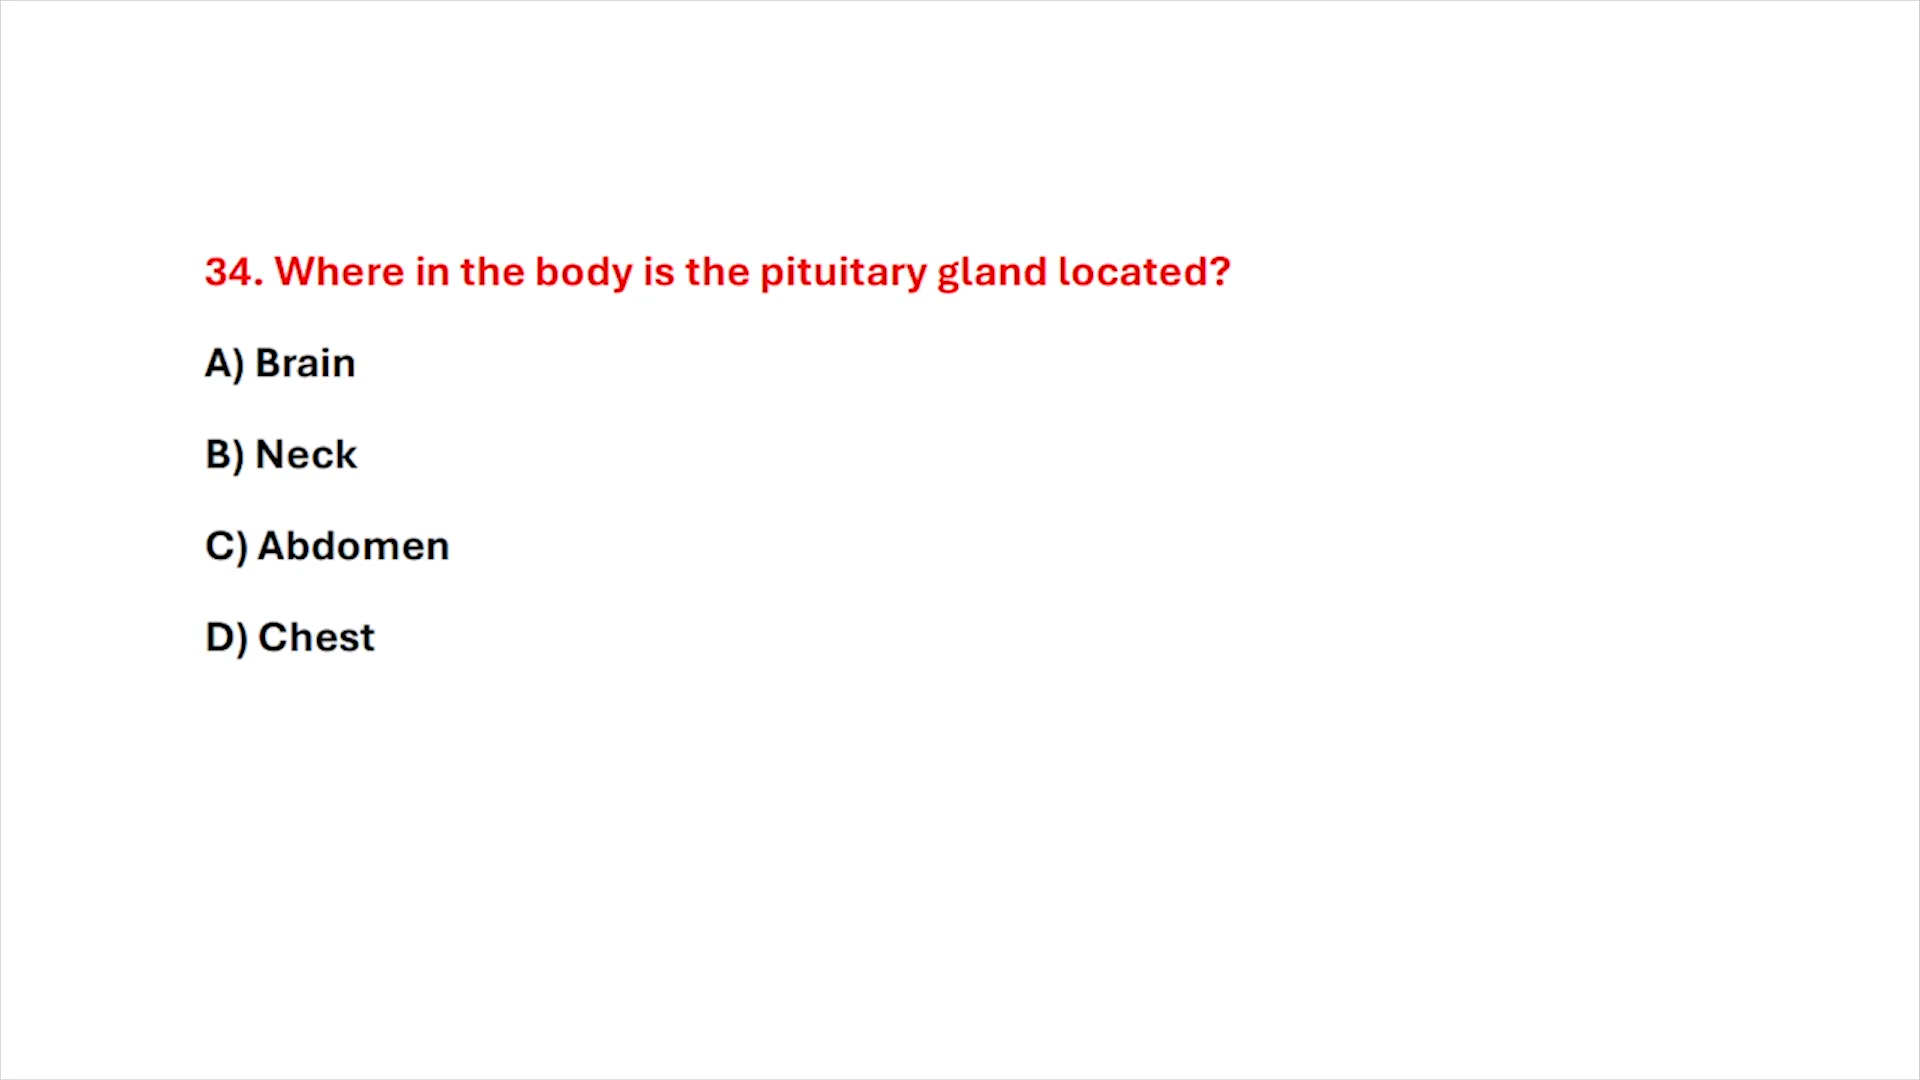 34. Where in the body is the pituitary gland located?
A) Brain
B) Neck
C) Abdomen
D) Chest